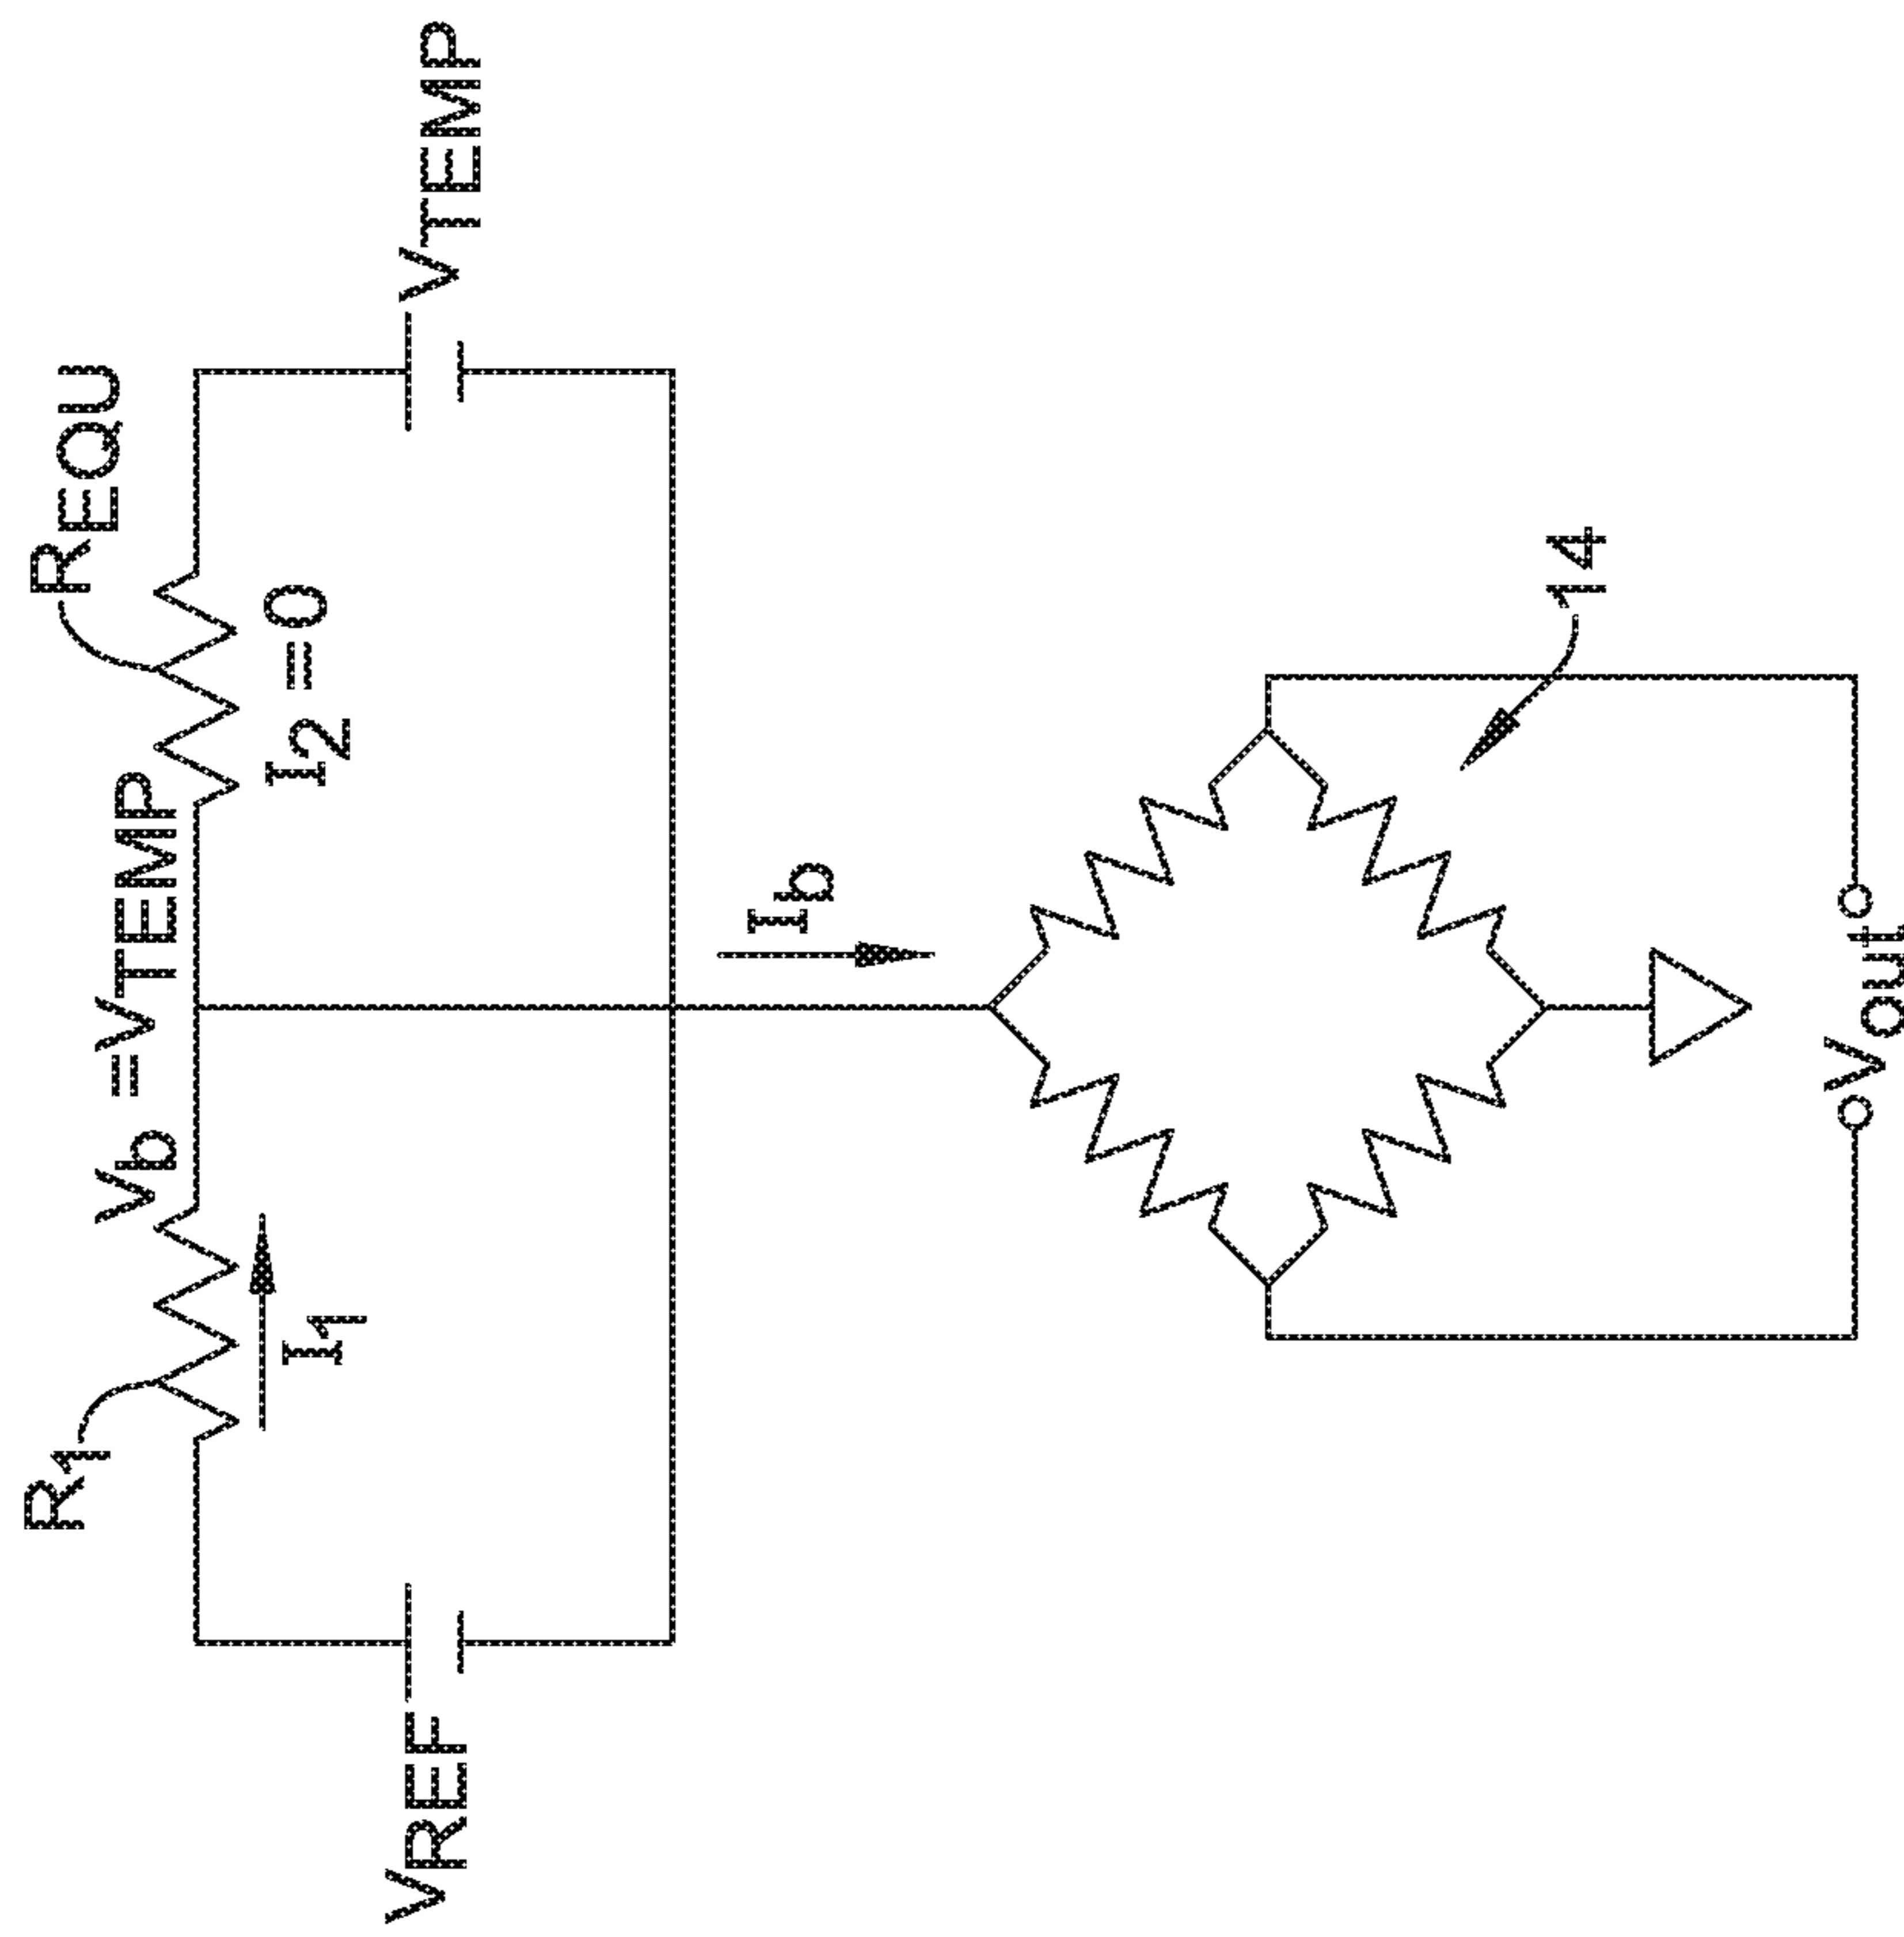 R1
Vb =VTEMP
REQU
I1
I2 =0
VREF
VTEMP
Ib
14
Vout